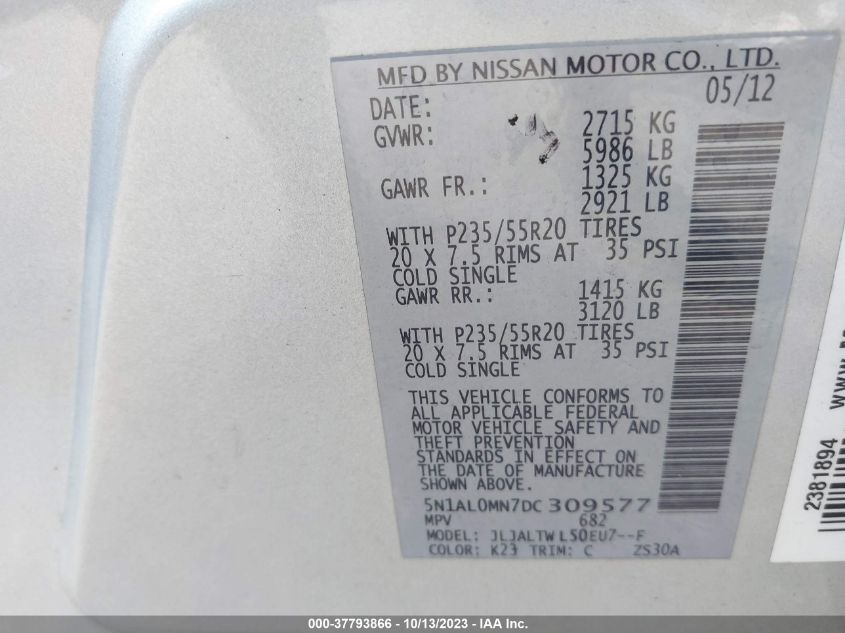 MFD BY NISSAN MOTOR CO., LTD.
DATE: 05/12
GVWR: 2715 KG
5986 LB
GAWR FR.: 1325 KG
2921 LB
WITH P235/55R20 TIRES
20 X 7.5 RIMS AT 35 PSI
COLD SINGLE
GAWR RR.: 1415 KG
3120 LB
WITH P235/55R20 TIRES
20 X 7.5 RIMS AT 35 PSI
COLD SINGLE
THIS VEHICLE CONFORMS TO
ALL APPLICABLE FEDERAL
MOTOR VEHICLE SAFETY AND
THEFT PREVENTION
STANDARDS IN EFFECT ON
THE DATE OF MANUFACTURE
SHOWN ABOVE.
5N1AL0MN7DC309577
MPV 682
MODEL: JLJALTWL50EU7--F
COLOR: K23 TRIM: C ZS30A
2381894
000-37793866 - 10/13/2023 - IAAI.com